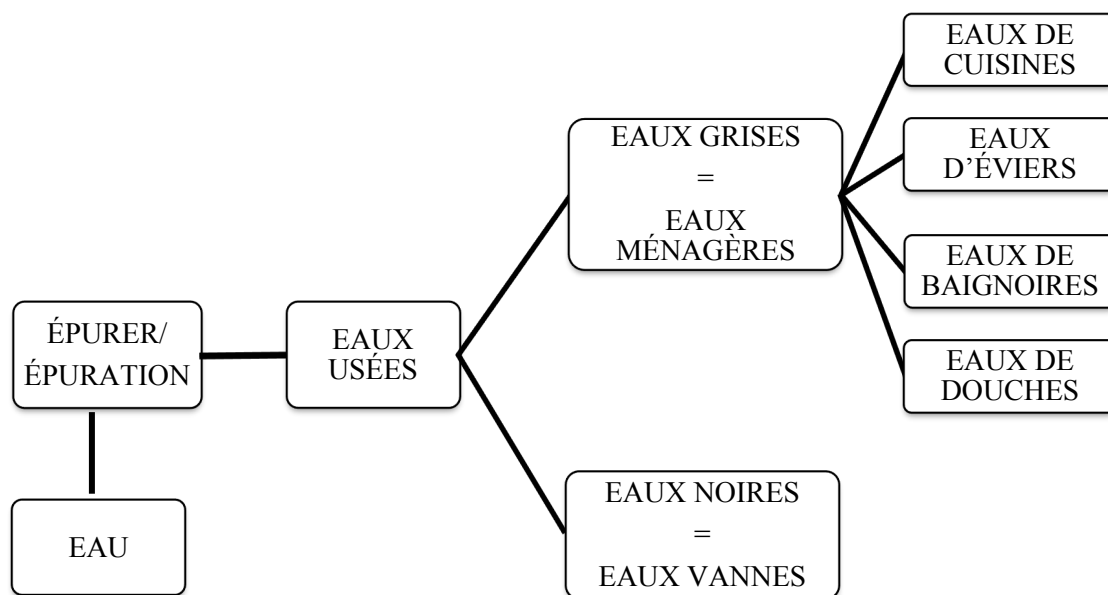 ÉPURER/
ÉPURATION
EAU
EAUX
USÉES
EAUX GRISES
=
EAUX
MÉNAGÈRES
EAUX NOIRES
=
EAUX VANNES
EAUX DE
CUISINES
EAUX
D’ÉVIERS
EAUX DE
BAIGNOIRES
EAUX DE
DOUCHES